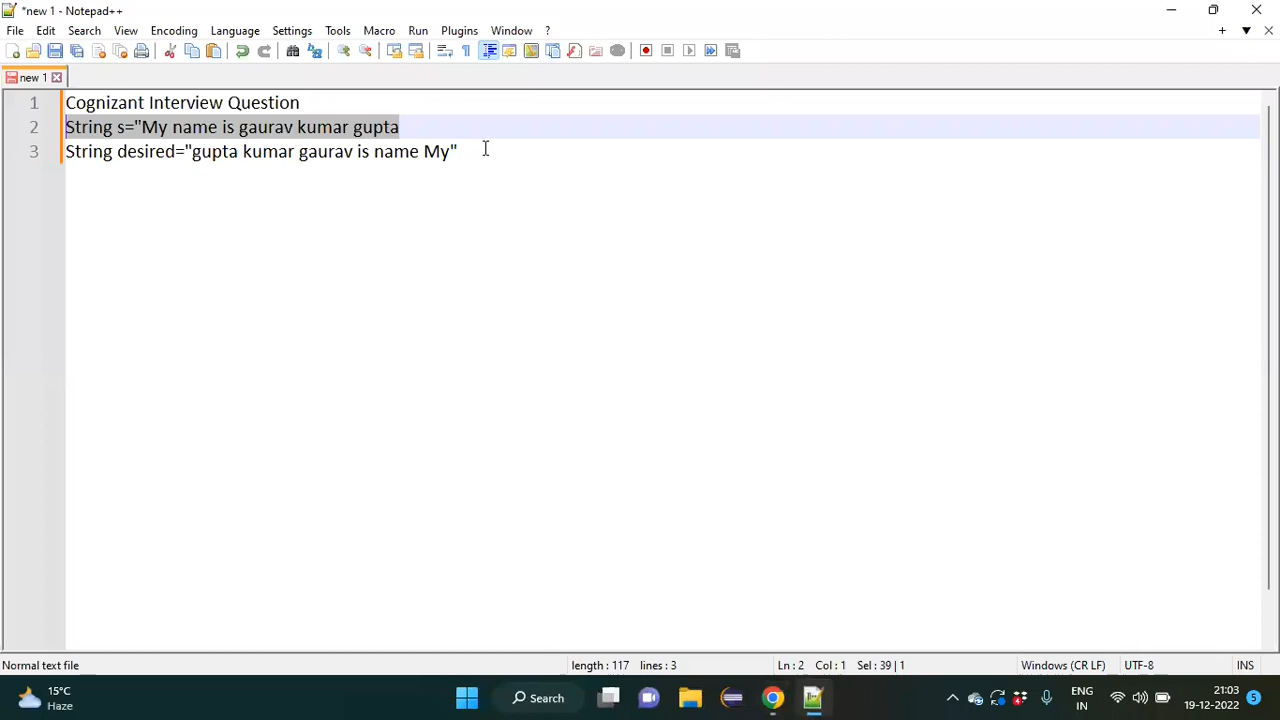 *new 1 - Notepad++
File Edit Search View Encoding Language Settings Tools Macro Run Plugins Window ?
new 1
1 Cognizant Interview Question
2 String s="My name is gaurav kumar gupta
3 String desired="gupta kumar gaurav is name My"
Normal text file length : 117 lines : 3 Ln : 2 Col : 1 Sel : 39 | 1 Windows (CR LF) UTF-8 INS
15°C
Haze
Search
ENG
IN
21:03
19-12-2022
5